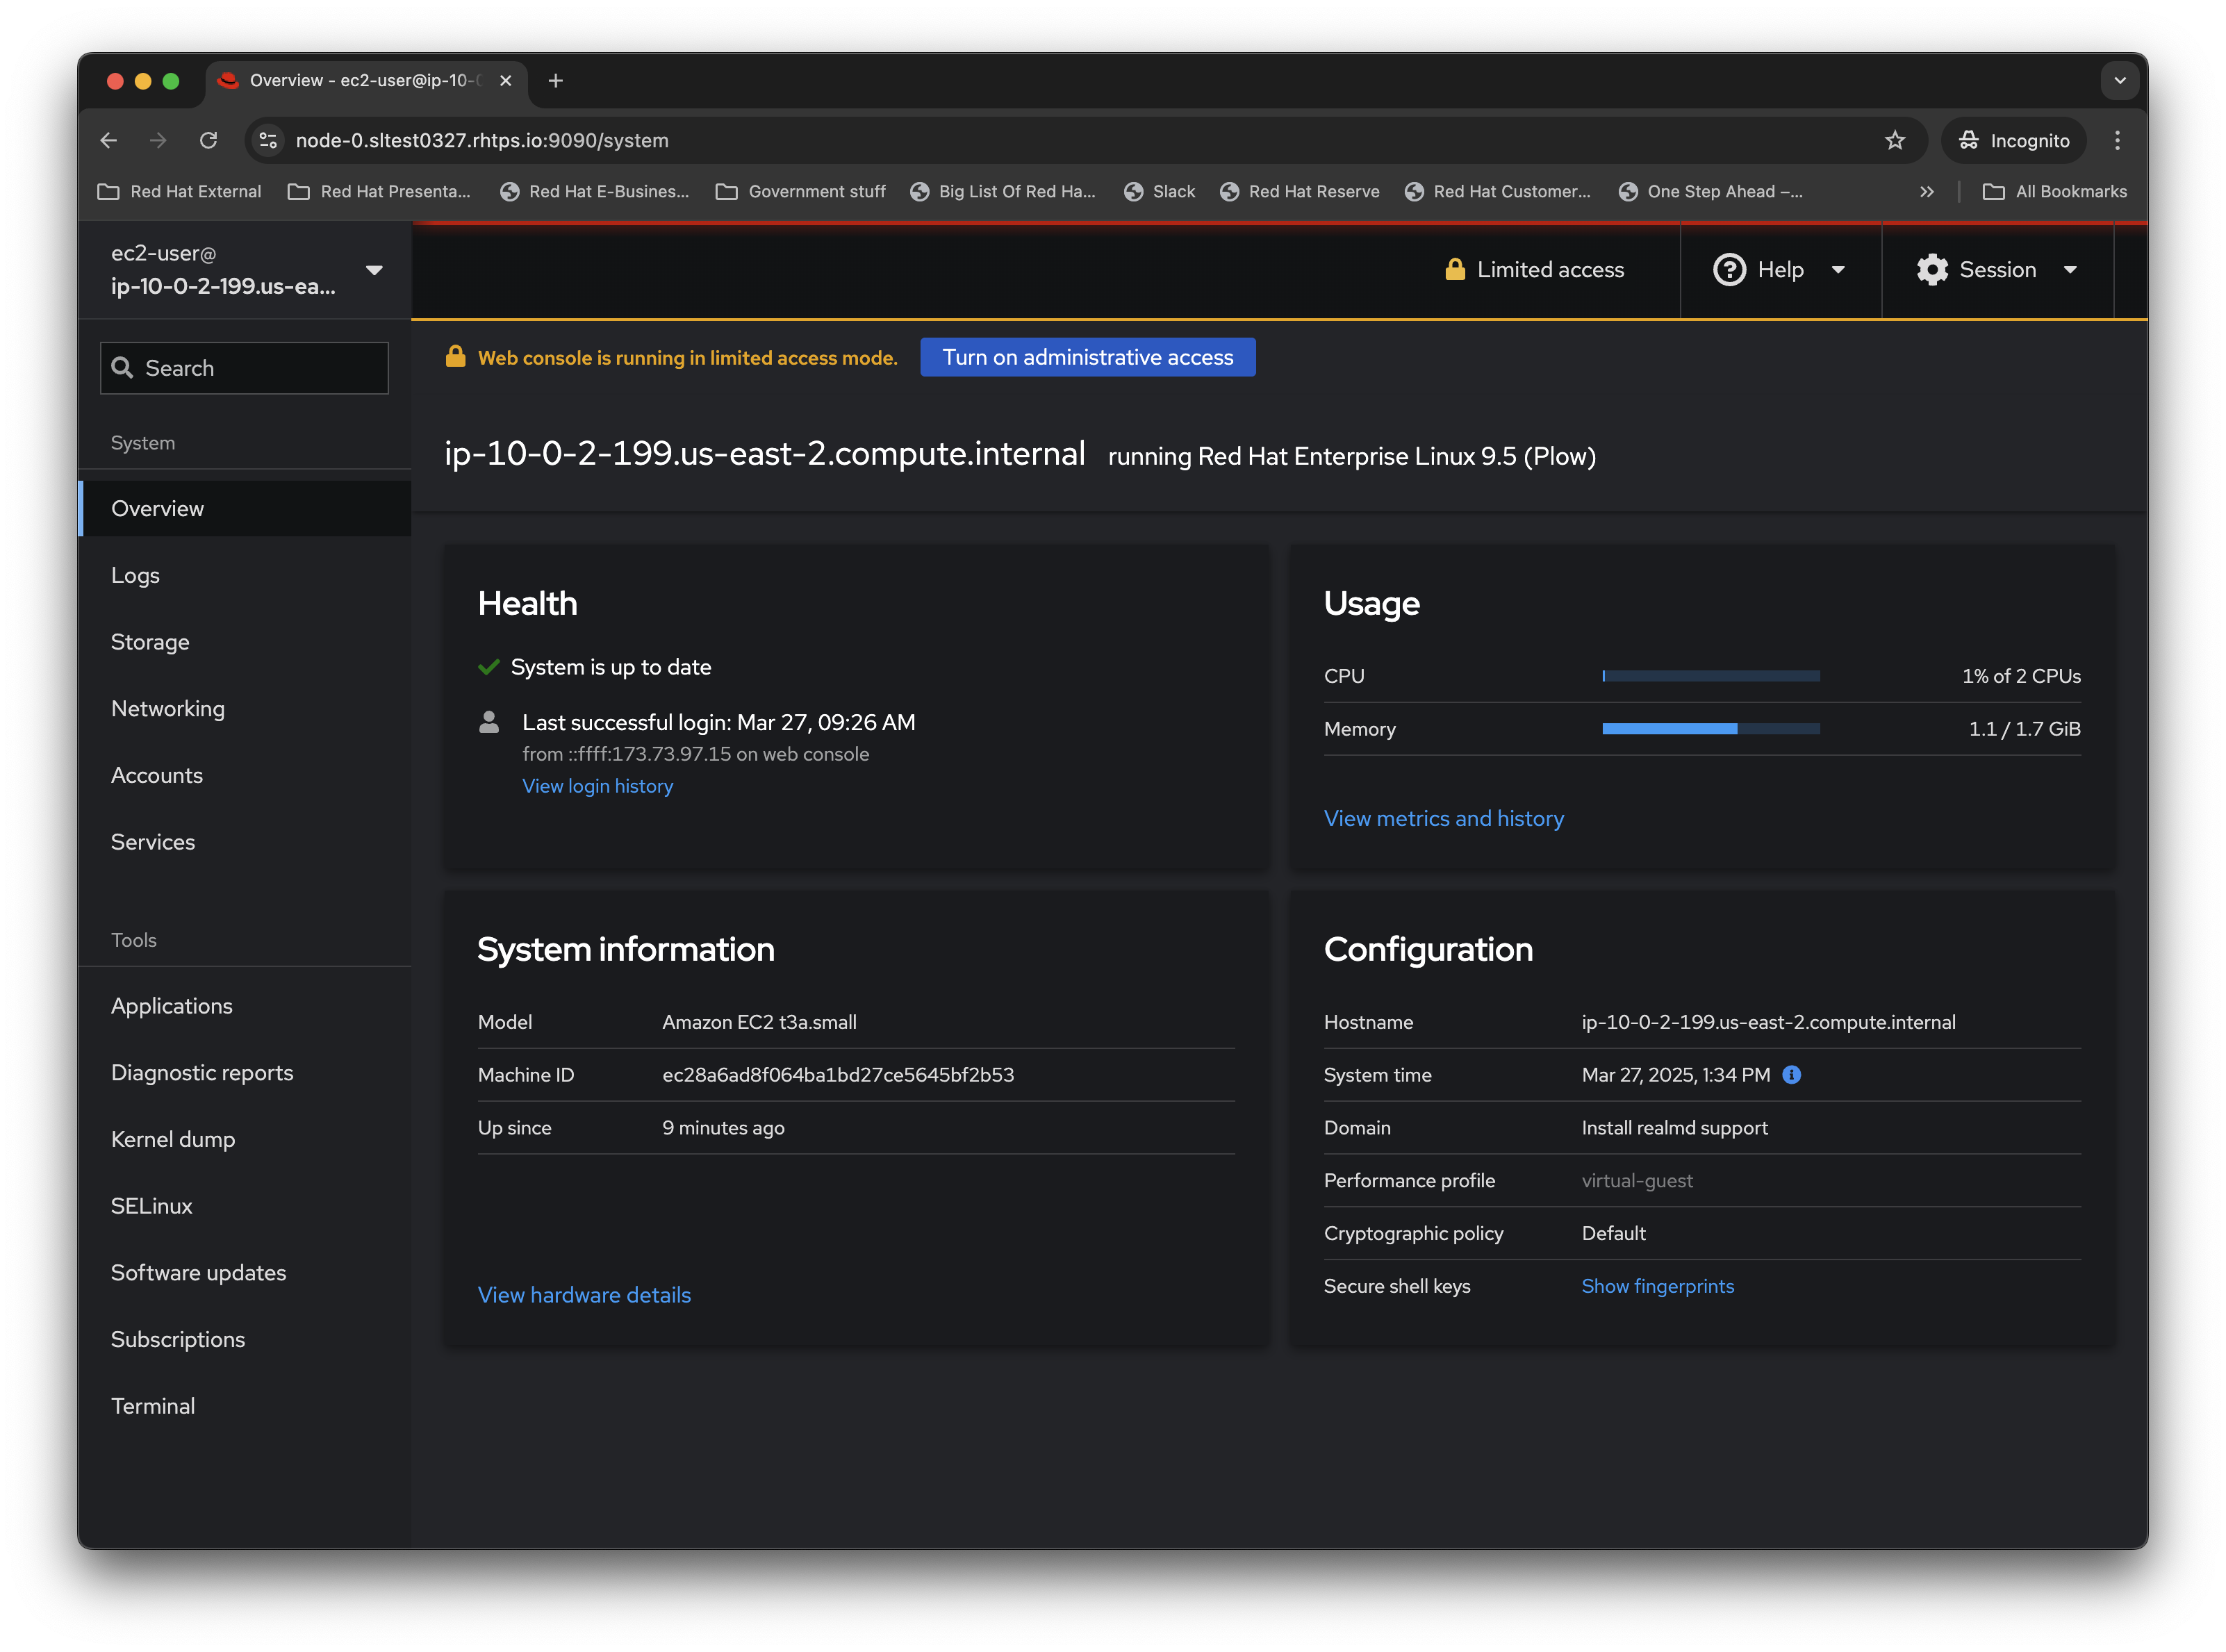 Overview - ec2-user@ip-10-0
node-0.sltest0327.rhtps.io:9090/system
Incognito
Red Hat External
Red Hat Presenta...
Red Hat E-Busines...
Government stuff
Big List Of Red Ha...
Slack
Red Hat Reserve
Red Hat Customer...
One Step Ahead –...
»
All Bookmarks
ec2-user@
ip-10-0-2-199.us-ea...
Limited access
Help
Session
Search
Web console is running in limited access mode.
Turn on administrative access
System
Overview
Logs
Storage
Networking
Accounts
Services
Tools
Applications
Diagnostic reports
Kernel dump
SELinux
Software updates
Subscriptions
Terminal
ip-10-0-2-199.us-east-2.compute.internal running Red Hat Enterprise Linux 9.5 (Plow)
Health
System is up to date
Last successful login: Mar 27, 09:26 AM
from ::ffff:173.73.97.15 on web console
View login history
Usage
CPU 1% of 2 CPUs
Memory 1.1 / 1.7 GiB
View metrics and history
System information
Model Amazon EC2 t3a.small
Machine ID ec28a6ad8f064ba1bd27ce5645bf2b53
Up since 9 minutes ago
View hardware details
Configuration
Hostname ip-10-0-2-199.us-east-2.compute.internal
System time Mar 27, 2025, 1:34 PM
Domain Install realmd support
Performance profile virtual-guest
Cryptographic policy Default
Secure shell keys Show fingerprints